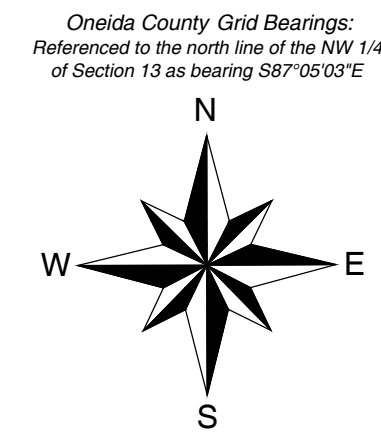 Oneida County Grid Bearings:
Referenced to the north line of the NW 1/4
of Section 13 as bearing S87°05'03"E
N
W E
S